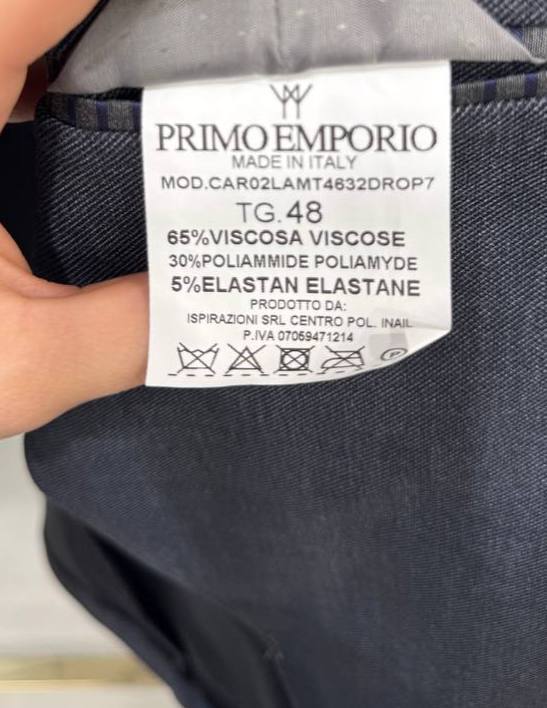 PRIMO EMPORIO
MADE IN ITALY
MOD.CAR02LAMT4632DROP7
TG.48
65%VISCOSA VISCOSE
30%POLIAMMIDE POLIAMYDE
5%ELASTAN ELASTANE
PRODOTTO DA:
ISPIRAZIONI SRL CENTRO POL. INAIL
P.IVA 07059471214
P